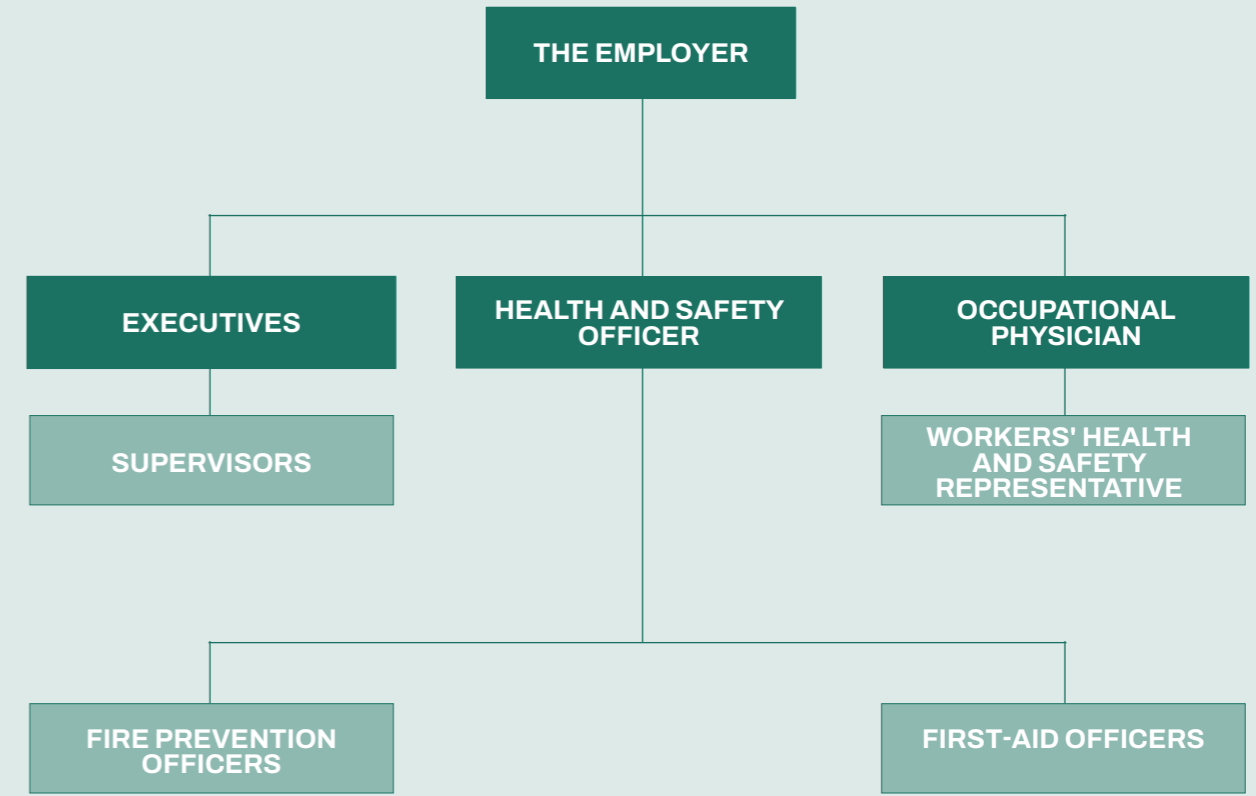 THE EMPLOYER
EXECUTIVES
HEALTH AND SAFETY
OFFICER
OCCUPATIONAL
PHYSICIAN
SUPERVISORS
WORKERS' HEALTH
AND SAFETY
REPRESENTATIVE
FIRE PREVENTION
OFFICERS
FIRST-AID OFFICERS